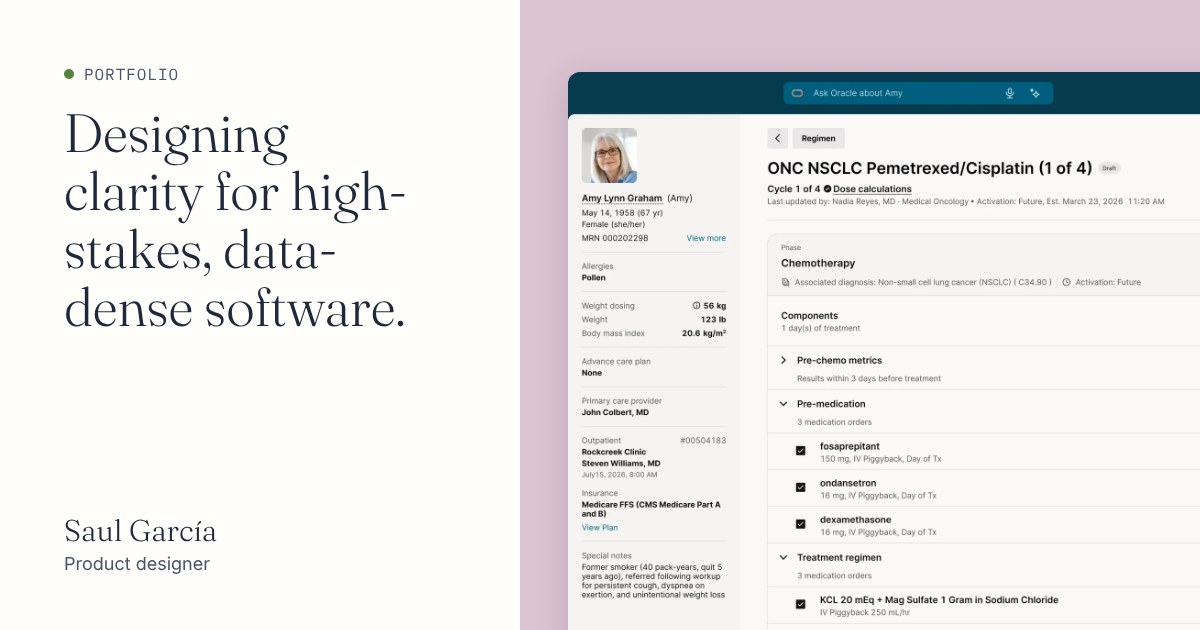 PORTFOLIO
Designing
clarity for high-
stakes, data-
dense software.
Saul García
Product designer
Ask Oracle about Amy
Amy Lynn Graham (Amy)
May 14, 1958 (67 yr)
Female (she/her)
MRN 000202298 View more
Allergies
Pollen
Weight dosing 56 kg
Weight 123 lb
Body mass index 20.6 kg/m²
Advance care plan
None
Primary care provider
John Colbert, MD
Outpatient #00504183
Rockcreek Clinic
Steven Williams, MD
July15, 2026, 8:00 AM
Insurance
Medicare FFS (CMS Medicare Part A
and B)
View Plan
Special notes
Former smoker (40 pack-years, quit 5
years ago), referred following workup
for persistent cough, dyspnea on
exertion, and unintentional weight loss
Regimen
ONC NSCLC Pemetrexed/Cisplatin (1 of 4) Draft
Cycle 1 of 4 Dose calculations
Last updated by: Nadia Reyes, MD · Medical Oncology • Activation: Future, Est. March 23, 2026 11:20 AM
Phase
Chemotherapy
Associated diagnosis: Non-small cell lung cancer (NSCLC) ( C34.90 ) Activation: Future
Components
1 day(s) of treatment
Pre-chemo metrics
Results within 3 days before treatment
Pre-medication
3 medication orders
fosaprepitant
150 mg, IV Piggyback, Day of Tx
ondansetron
16 mg, IV Piggyback, Day of Tx
dexamethasone
16 mg, IV Piggyback, Day of Tx
Treatment regimen
3 medication orders
KCL 20 mEq + Mag Sulfate 1 Gram in Sodium Chloride
IV Piggyback 250 mL/hr